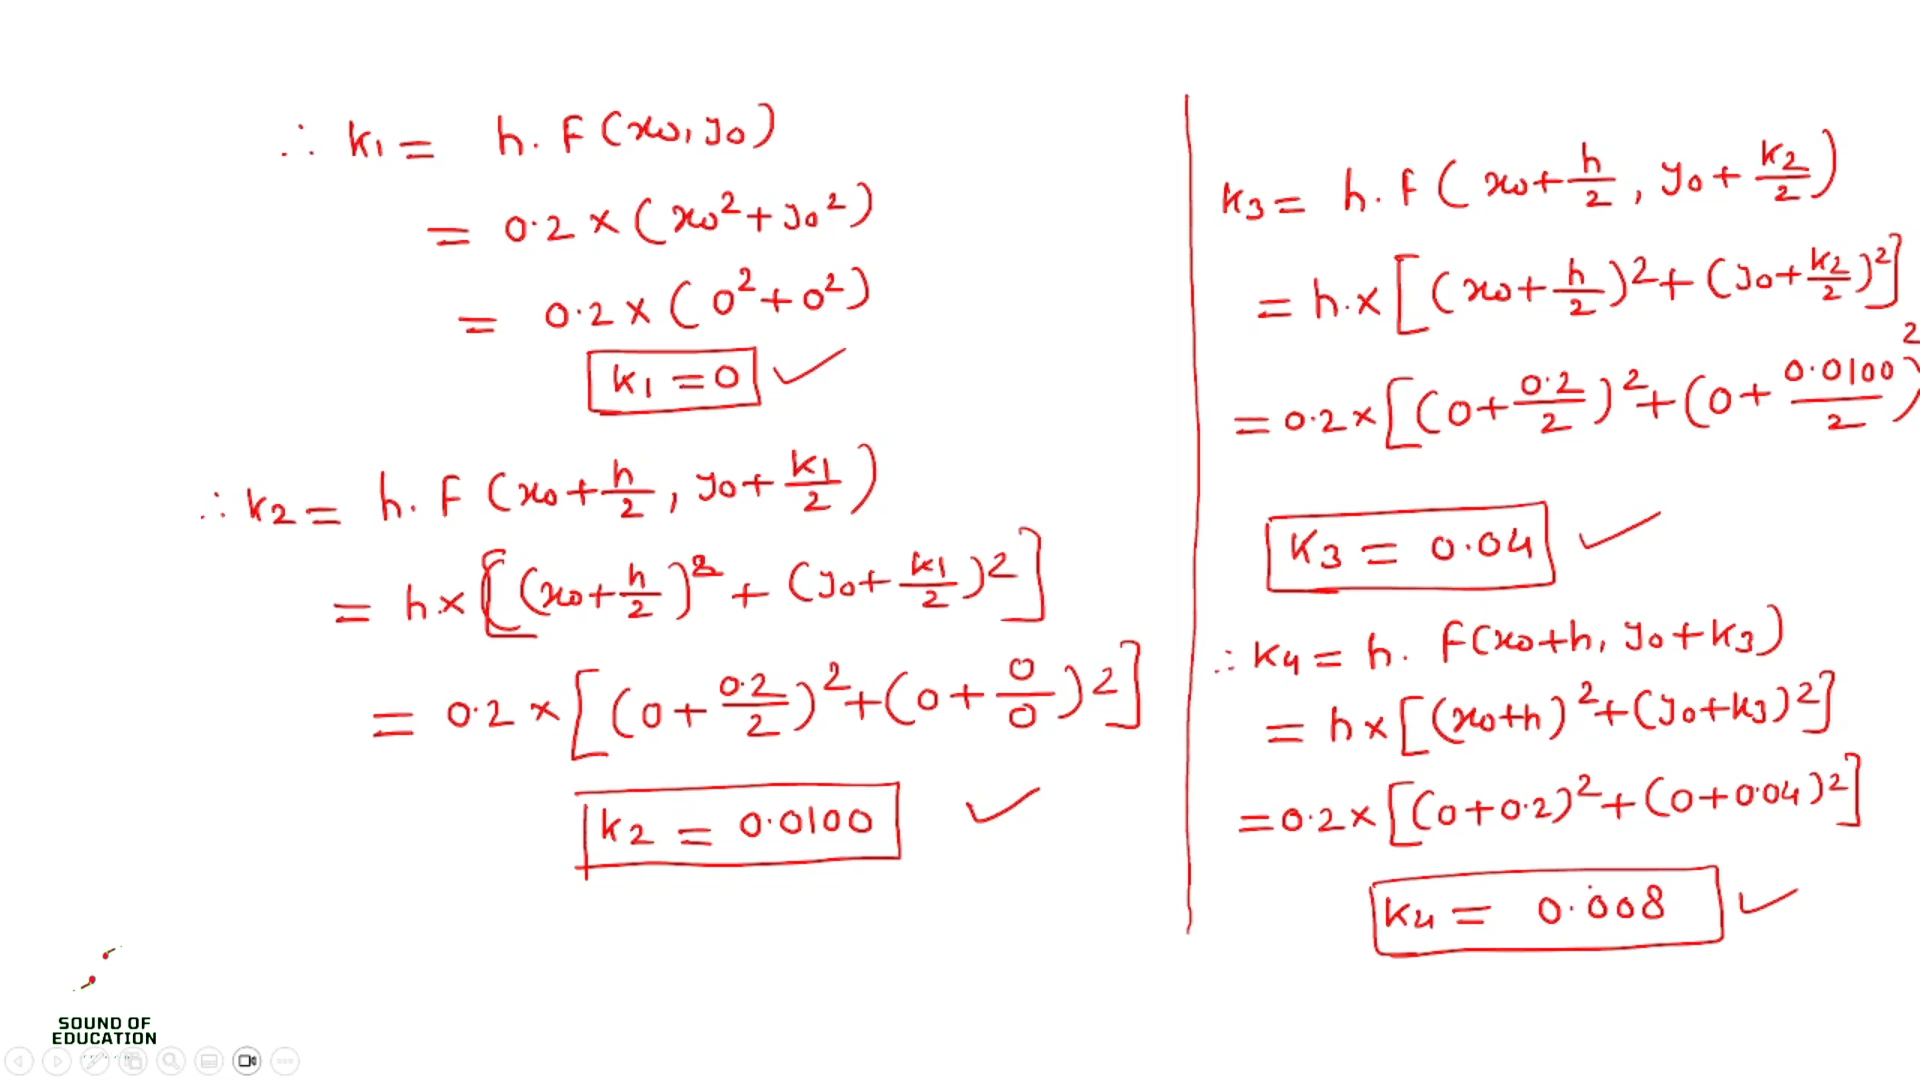 ∴ k1 = h. F(x0, y0)
= 0.2 × (x0² + y0²)
= 0.2 × (0² + 0²)
k1 = 0 ✓
∴ k2 = h. F(x0 + h/2, y0 + k1/2)
= h × [(x0 + h/2)² + (y0 + k1/2)²]
= 0.2 × [(0 + 0.2/2)² + (0 + 0/0)²]
k2 = 0.0100 ✓
k3 = h. F(x0 + h/2, y0 + k2/2)
= h. × [(x0 + h/2)² + (y0 + k2/2)²]
= 0.2 × [(0 + 0.2/2)² + (0 + 0.0100/2)²
K3 = 0.04 ✓
∴ k4 = h. F(x0+h, y0+k3)
= h × [(x0+h)² + (y0+k3)²]
= 0.2 × [(0+0.2)² + (0+0.04)²]
k4 = 0.008 ✓
SOUND OF
EDUCATION